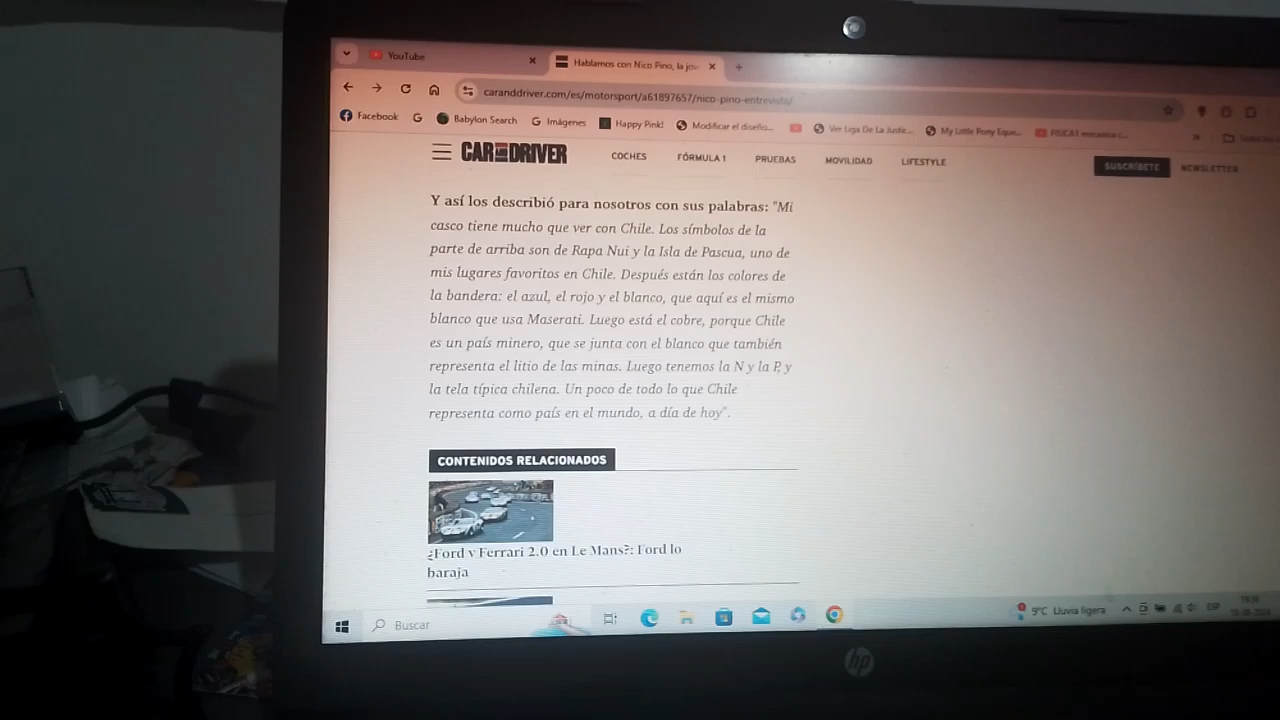 YouTube
Hablamos con Nico Pino, la jov
caranddriver.com/es/motorsport/a61897657/nico-pino-entrevista/
Facebook
Babylon Search
Imágenes
Happy Pink!
Modificar el diseño...
Ver Liga De La Justic...
My Little Pony Eque...
CAR AND DRIVER
COCHES
FÓRMULA 1
PRUEBAS
MOVILIDAD
LIFESTYLE
SUSCRÍBETE
NEWSLETTER
Y así los describió para nosotros con sus palabras: "Mi
casco tiene mucho que ver con Chile. Los símbolos de la
parte de arriba son de Rapa Nui y la Isla de Pascua, uno de
mis lugares favoritos en Chile. Después están los colores de
la bandera: el azul, el rojo y el blanco, que aquí es el mismo
blanco que usa Maserati. Luego está el cobre, porque Chile
es un país minero, que se junta con el blanco que también
representa el litio de las minas. Luego tenemos la N y la P, y
la tela típica chilena. Un poco de todo lo que Chile
representa como país en el mundo, a día de hoy".
CONTENIDOS RELACIONADOS
¿Ford v Ferrari 2.0 en Le Mans?: Ford lo
baraja
Buscar
9°C Lluvia ligera
ESP
hp